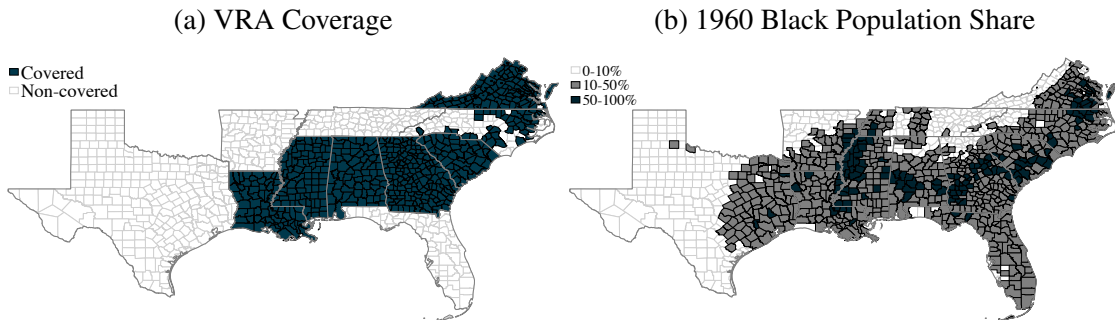 (a) VRA Coverage
Covered
Non-covered
(b) 1960 Black Population Share
0-10%
10-50%
50-100%